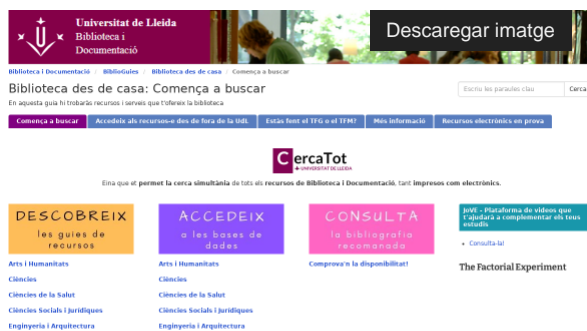 Universitat de Lleida
Biblioteca i
Documentació
Descaregar imatge
Biblioteca i Documentació / BiblioGuies / Biblioteca des de casa / Comença a buscar
Biblioteca des de casa: Comença a buscar
Escriu les paraules clau
Cerca
En aquesta guia hi trobaràs recursos i serveis que t'ofereix la biblioteca
Comença a buscar
Accedeix als recursos-e des de fora de la UdL
Estàs fent el TFG o el TFM?
Més informació
Recursos electrònics en prova
CercaTot
UNIVERSITAT DE LLEIDA
Eina que et permet la cerca simultània de tots els recursos de Biblioteca i Documentació, tant impresos com electrònics.
DESCOBREIX
les guies de
recursos
Arts i Humanitats
Ciències
Ciències de la Salut
Ciències Socials i Jurídiques
Enginyeria i Arquitectura
ACCEDEIX
a les bases de
dades
Arts i Humanitats
Ciències
Ciències de la Salut
Ciències Socials i Jurídiques
Enginyeria i Arquitectura
CONSULTA
la bibliografia
recomanada
Comprova'n la disponibilitat!
JoVE - Plataforma de vídeos que
t'ajudarà a complementar els teus
estudis
Consulta-la!
The Factorial Experiment